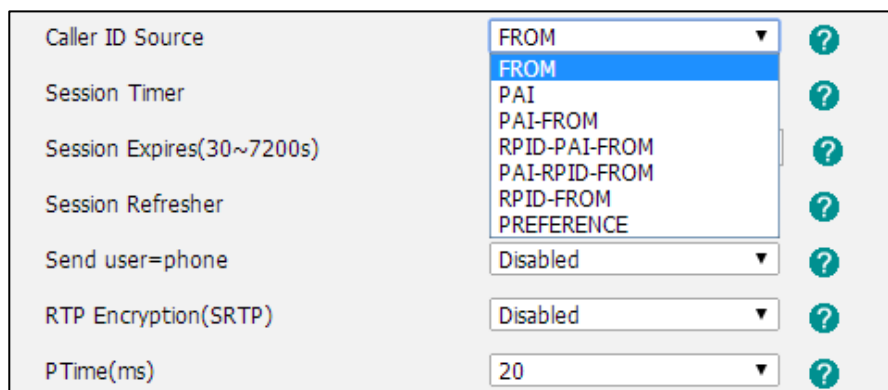 Caller ID Source FROM ?
FROM
Session Timer PAI ?
PAI-FROM
Session Expires(30~7200s) RPID-PAI-FROM ?
PAI-RPID-FROM
Session Refresher RPID-FROM ?
PREFERENCE
Send user=phone Disabled ?
RTP Encryption(SRTP) Disabled ?
PTime(ms) 20 ?